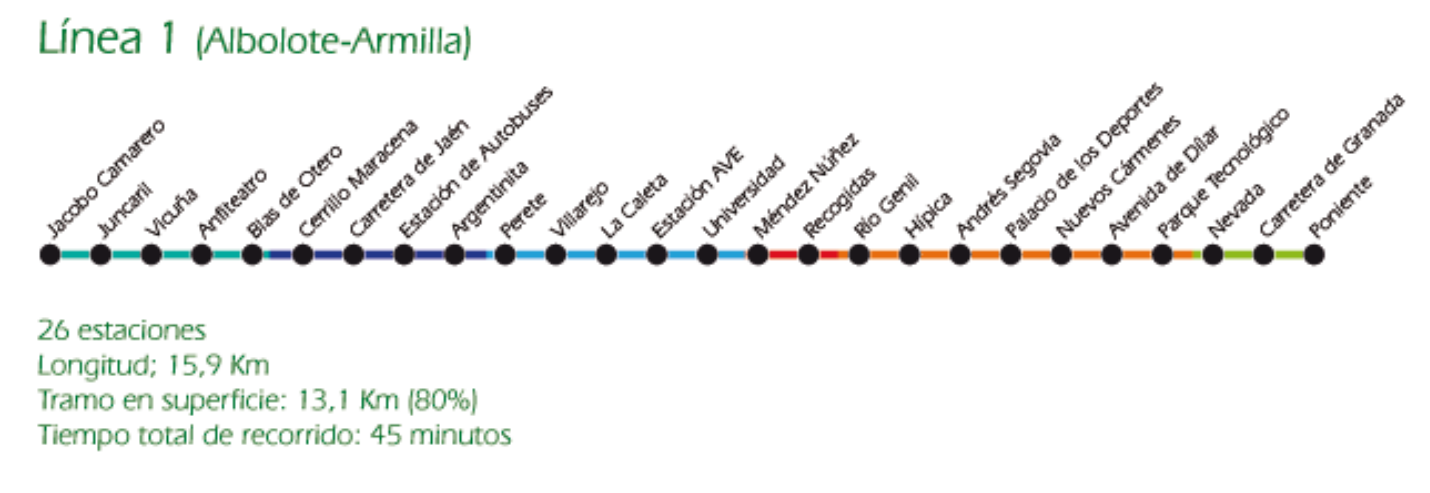 Línea 1 (Albolote-Armilla)
Jacobo Camarero
Juncaril
Vicuña
Anfiteatro
Blas de Otero
Cerrillo Maracena
Carretera de Jaén
Estación de Autobuses
Argentinita
Perete
Villarejo
La Caleta
Estación AVE
Universidad
Méndez Núñez
Recogidas
Río Genil
Hípica
Andrés Segovia
Palacio de los Deportes
Nuevos Cármenes
Avenida de Dílar
Parque Tecnológico
Nevada
Carretera de Granada
Poniente
26 estaciones
Longitud; 15,9 Km
Tramo en superficie: 13,1 Km (80%)
Tiempo total de recorrido: 45 minutos